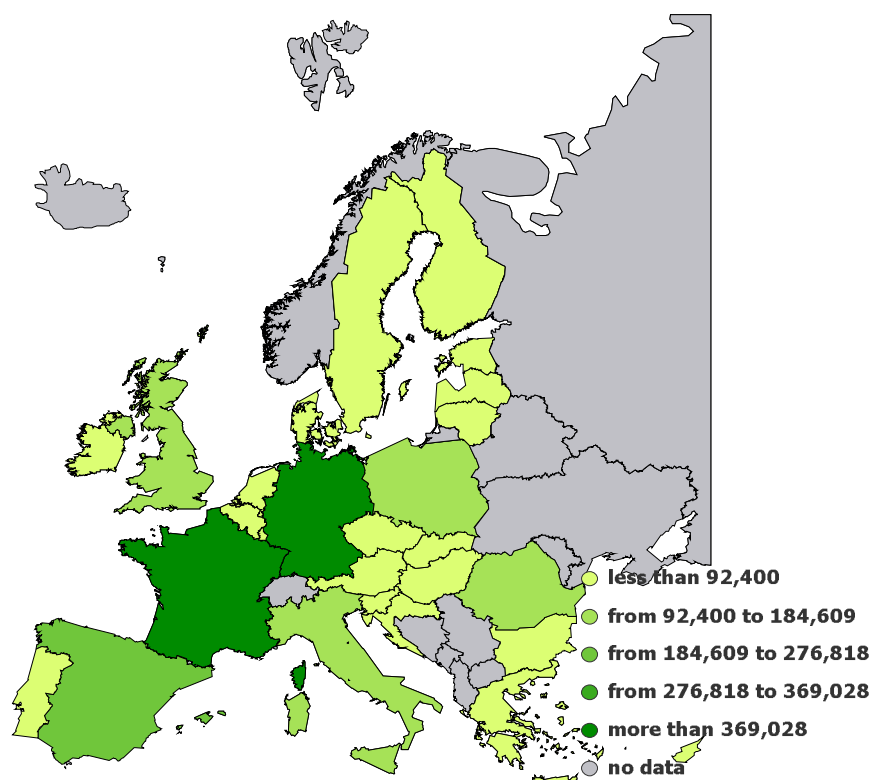 less than 92,400
from 92,400 to 184,609
from 184,609 to 276,818
from 276,818 to 369,028
more than 369,028
no data